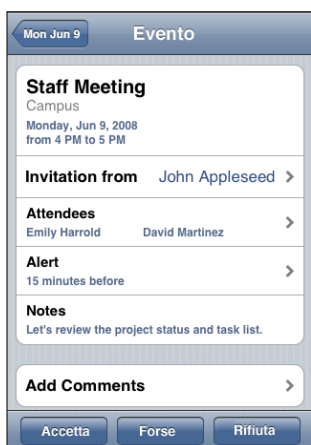 Mon Jun 9 Evento
Staff Meeting
Campus
Monday, Jun 9, 2008
from 4 PM to 5 PM
Invitation from John Appleseed
Attendees
Emily Harrold David Martinez
Alert
15 minutes before
Notes
Let's review the project status and task list.
Add Comments
Accetta Forse Rifiuta